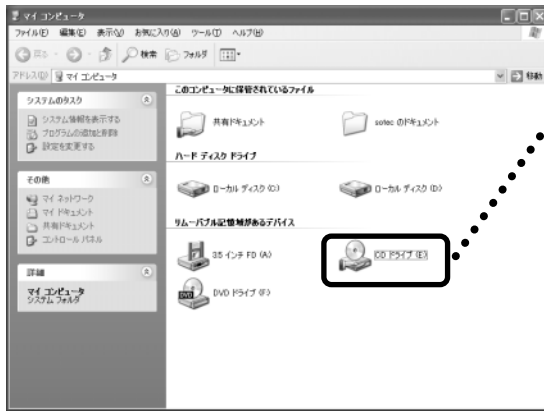 マイ コンピュータ
ファイル(F) 編集(E) 表示(V) お気に入り(A) ツール(T) ヘルプ(H)
戻る 検索 フォルダ
アドレス(D) マイ コンピュータ 移動
システムのタスク
システム情報を表示する
プログラムの追加と削除
設定を変更する
その他
マイ ネットワーク
マイ ドキュメント
共有ドキュメント
コントロール パネル
詳細
マイ コンピュータ
システム フォルダ
このコンピュータに保管されているファイル
共有ドキュメント sotec のドキュメント
ハード ディスク ドライブ
ローカル ディスク (C) ローカル ディスク (D)
リムーバブル記憶域があるデバイス
3.5 インチ FD (A) CD ドライブ (E)
DVD DVD ドライブ (F)